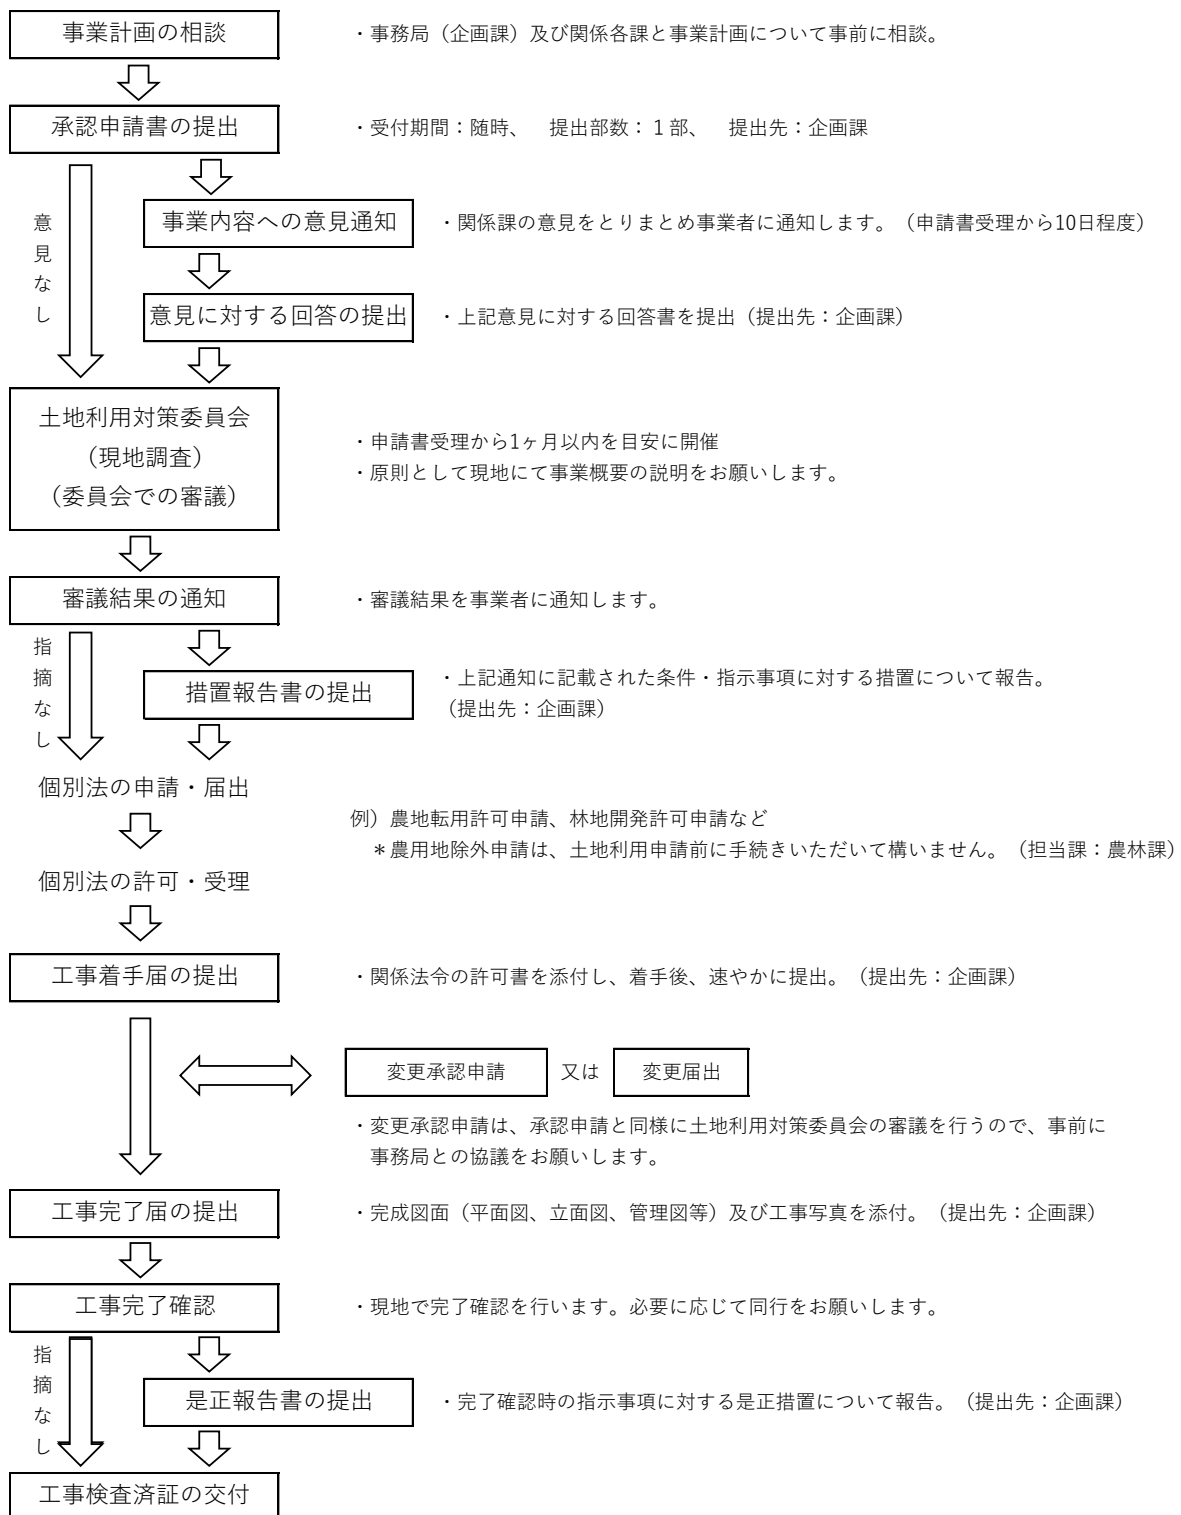 事業計画の相談
・事務局（企画課）及び関係各課と事業計画について事前に相談。
承認申請書の提出
・受付期間：随時、　提出部数：１部、　提出先：企画課
意見なし
事業内容への意見通知
・関係課の意見をとりまとめ事業者に通知します。（申請書受理から10日程度）
意見に対する回答の提出
・上記意見に対する回答書を提出（提出先：企画課）
土地利用対策委員会
（現地調査）
（委員会での審議）
・申請書受理から1ヶ月以内を目安に開催
・原則として現地にて事業概要の説明をお願いします。
審議結果の通知
・審議結果を事業者に通知します。
指摘なし
措置報告書の提出
・上記通知に記載された条件・指示事項に対する措置について報告。
（提出先：企画課）
個別法の申請・届出
例）農地転用許可申請、林地開発許可申請など
＊農用地除外申請は、土地利用申請前に手続きいただいて構いません。（担当課：農林課）
個別法の許可・受理
工事着手届の提出
・関係法令の許可書を添付し、着手後、速やかに提出。（提出先：企画課）
変更承認申請　又は　変更届出
・変更承認申請は、承認申請と同様に土地利用対策委員会の審議を行うので、事前に
事務局との協議をお願いします。
工事完了届の提出
・完成図面（平面図、立面図、管理図等）及び工事写真を添付。（提出先：企画課）
工事完了確認
・現地で完了確認を行います。必要に応じて同行をお願いします。
指摘なし
是正報告書の提出
・完了確認時の指示事項に対する是正措置について報告。（提出先：企画課）
工事検査済証の交付